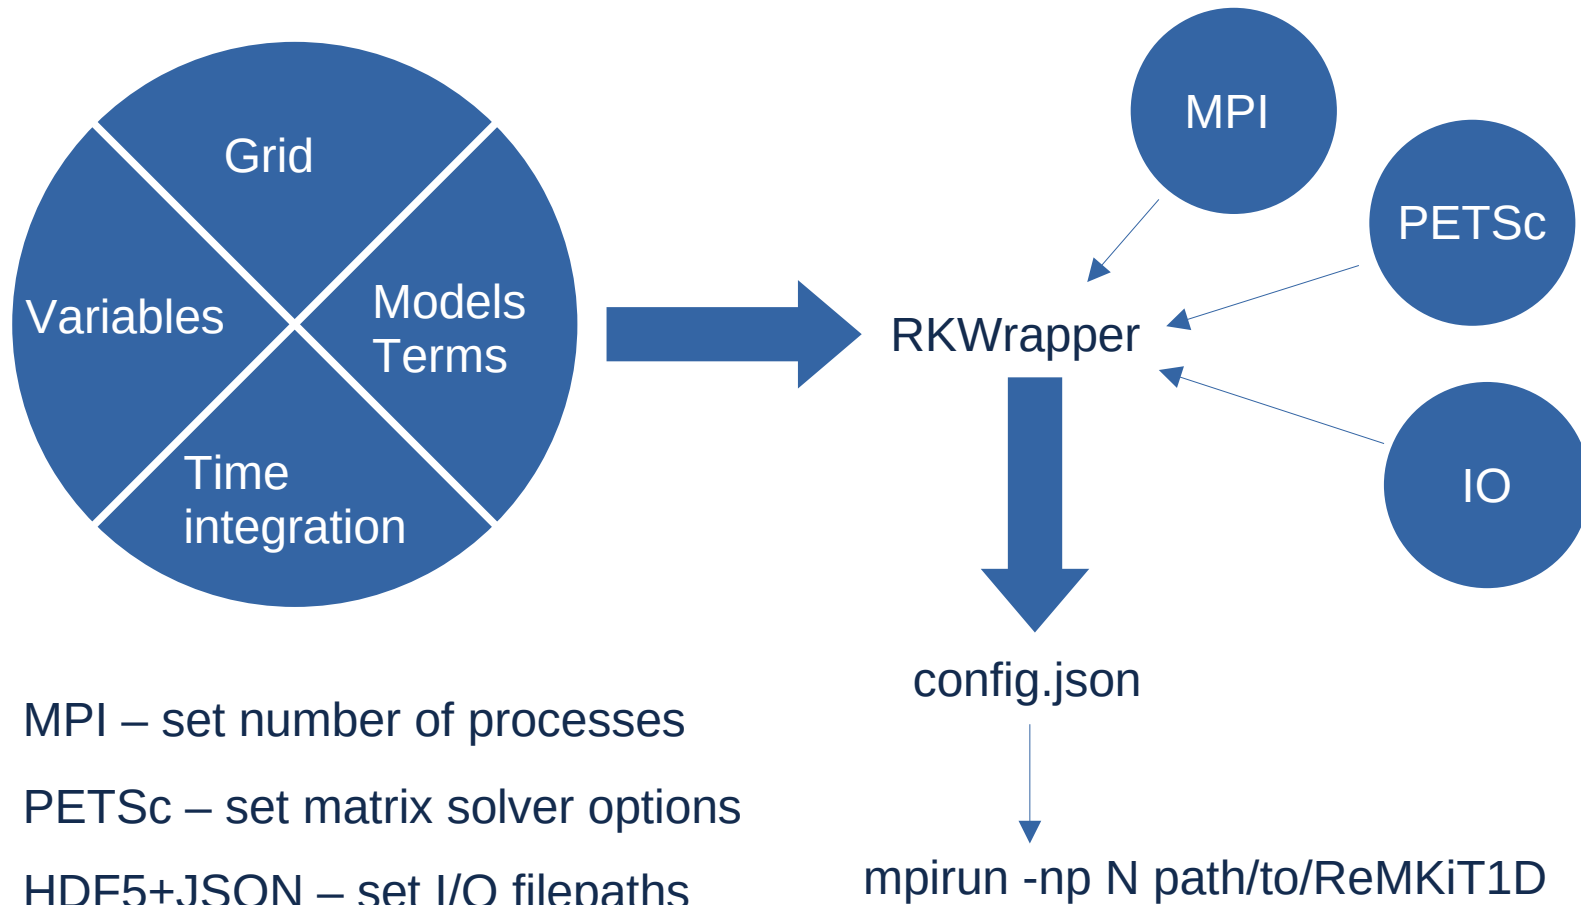 Grid
Variables
Models
Terms
Time
integration
MPI
PETSc
IO
RKWrapper
config.json
mpirun -np N path/to/ReMKiT1D
MPI – set number of processes
PETSc – set matrix solver options
HDF5+JSON – set I/O filepaths